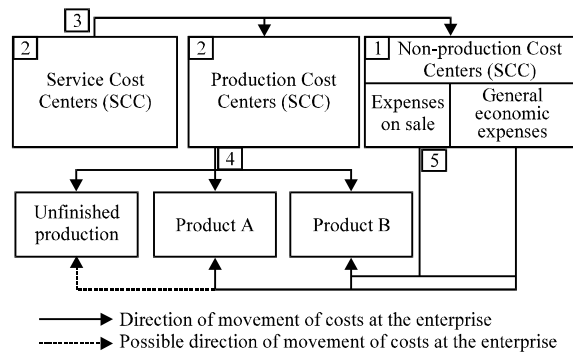 3
2
Service Cost
Centers (SCC)
2
Production Cost
Centers (SCC)
1
Non-production Cost
Centers (SCC)
Expenses
on sale
General
economic
expenses
4
5
Unfinished
production
Product A
Product B
Direction of movement of costs at the enterprise
Possible direction of movement of costs at the enterprise